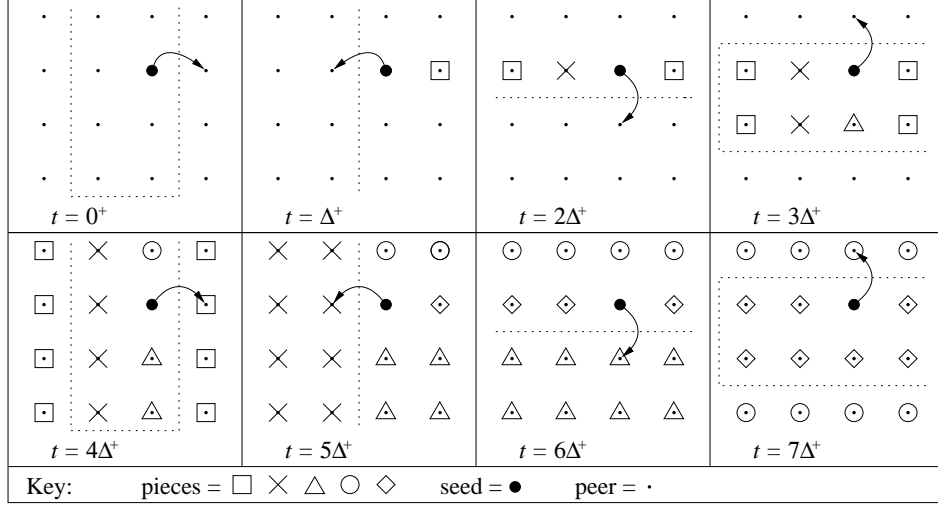 t = 0⁺
t = Δ⁺
t = 2Δ⁺
t = 3Δ⁺
t = 4Δ⁺
t = 5Δ⁺
t = 6Δ⁺
t = 7Δ⁺
Key: pieces = □ × △ ○ ◇ seed = ● peer = ·